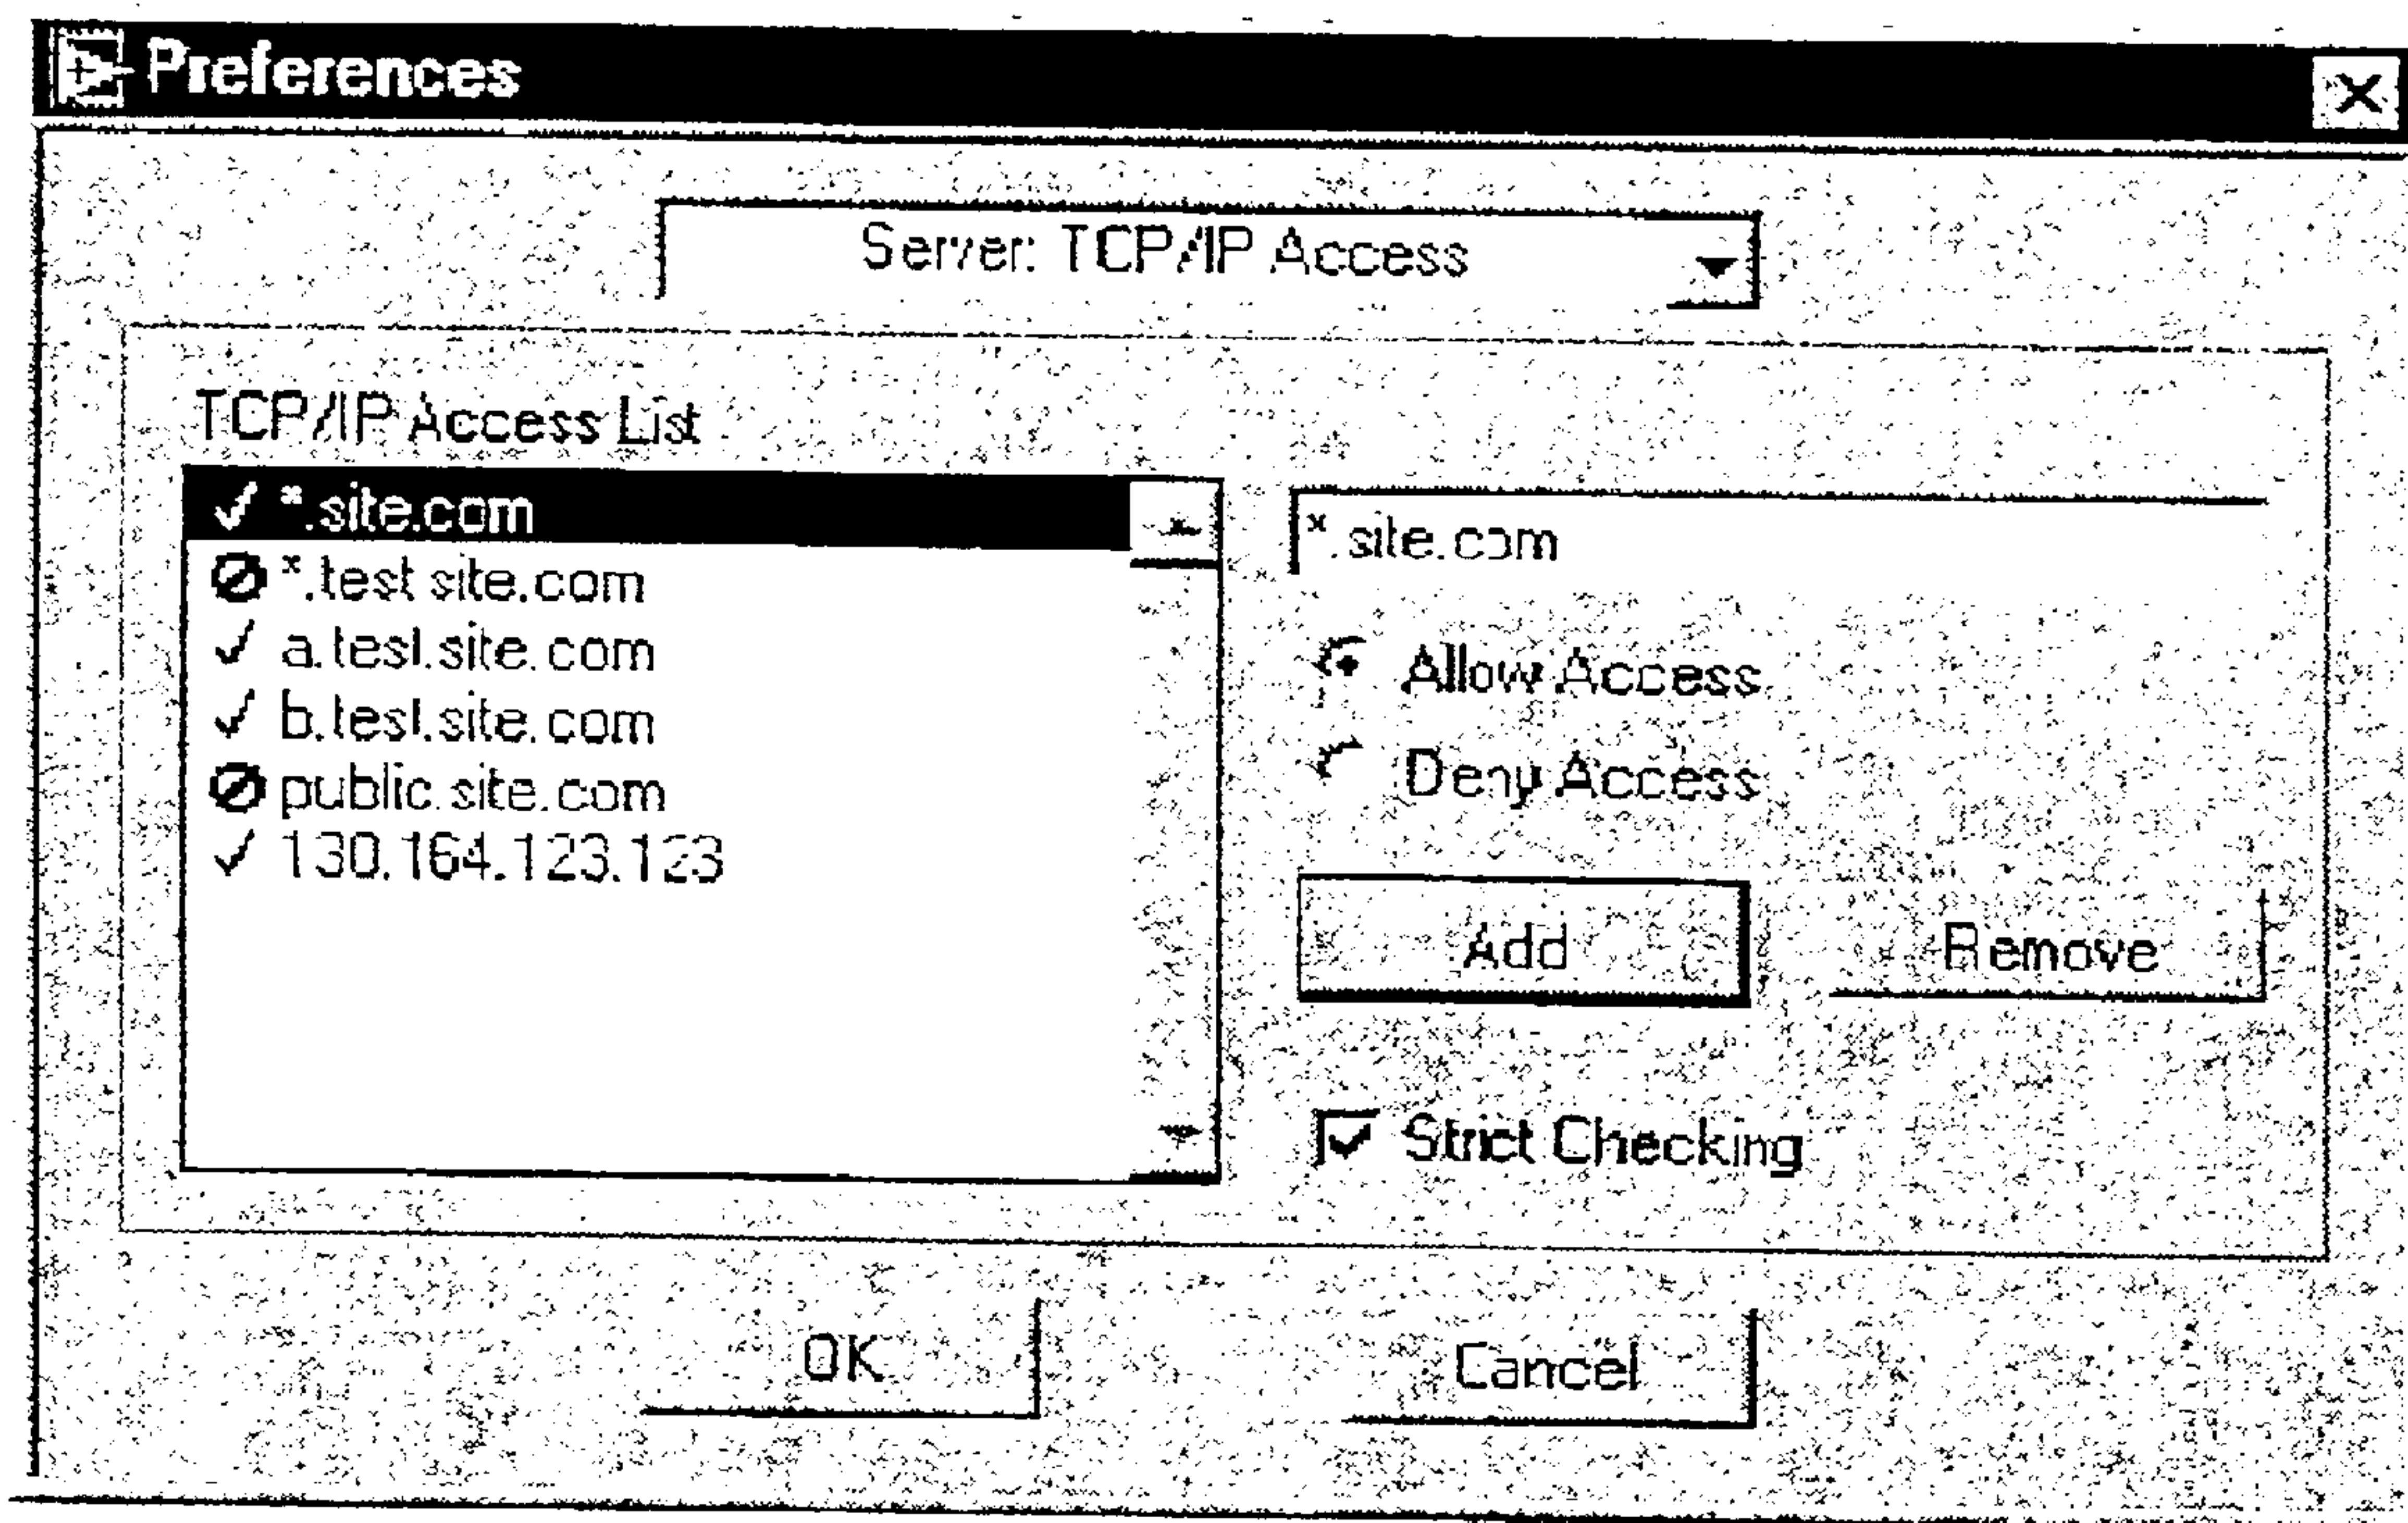 Preferences
Server: TCP/IP Access
TCP/IP Access List
*.site.com
*.test.site.com
a.test.site.com
b.test.site.com
public.site.com
130.164.123.123
*.site.com
Allow Access
Deny Access
Add
Remove
Strict Checking
OK
Cancel